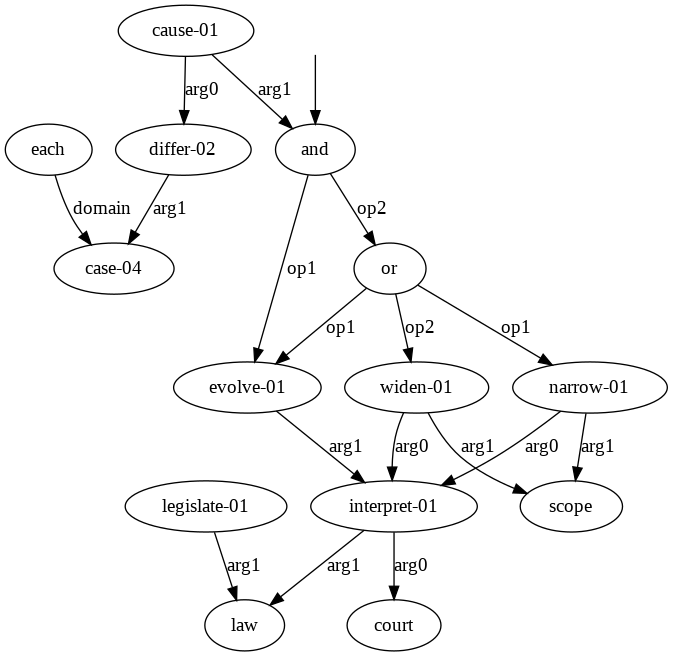 cause-01
arg0 arg1
each differ-02 and
domain arg1 op2
case-04 or
op1
op1 op2 op1
evolve-01 widen-01 narrow-01
arg1 arg0 arg1 arg0 arg1
legislate-01 interpret-01 scope
arg1 arg1 arg0
law court